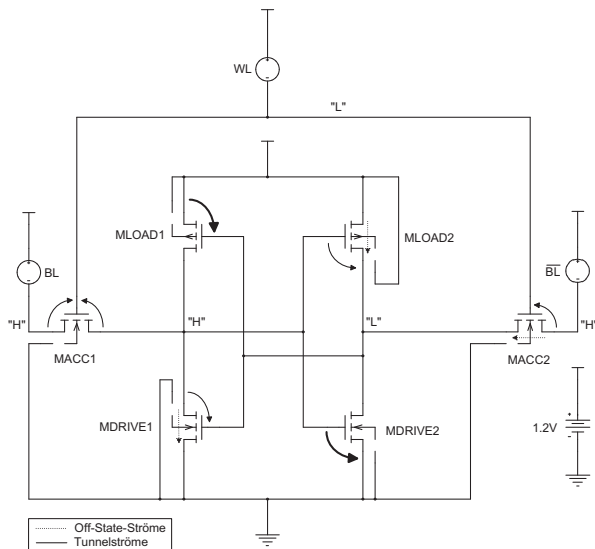 WL
"L"
MLOAD1
MLOAD2
BL
BL
"H"
"H"
"L"
"H"
MACC1
MACC2
MDRIVE1
MDRIVE2
1.2V
Off-State-Ströme
Tunnelströme